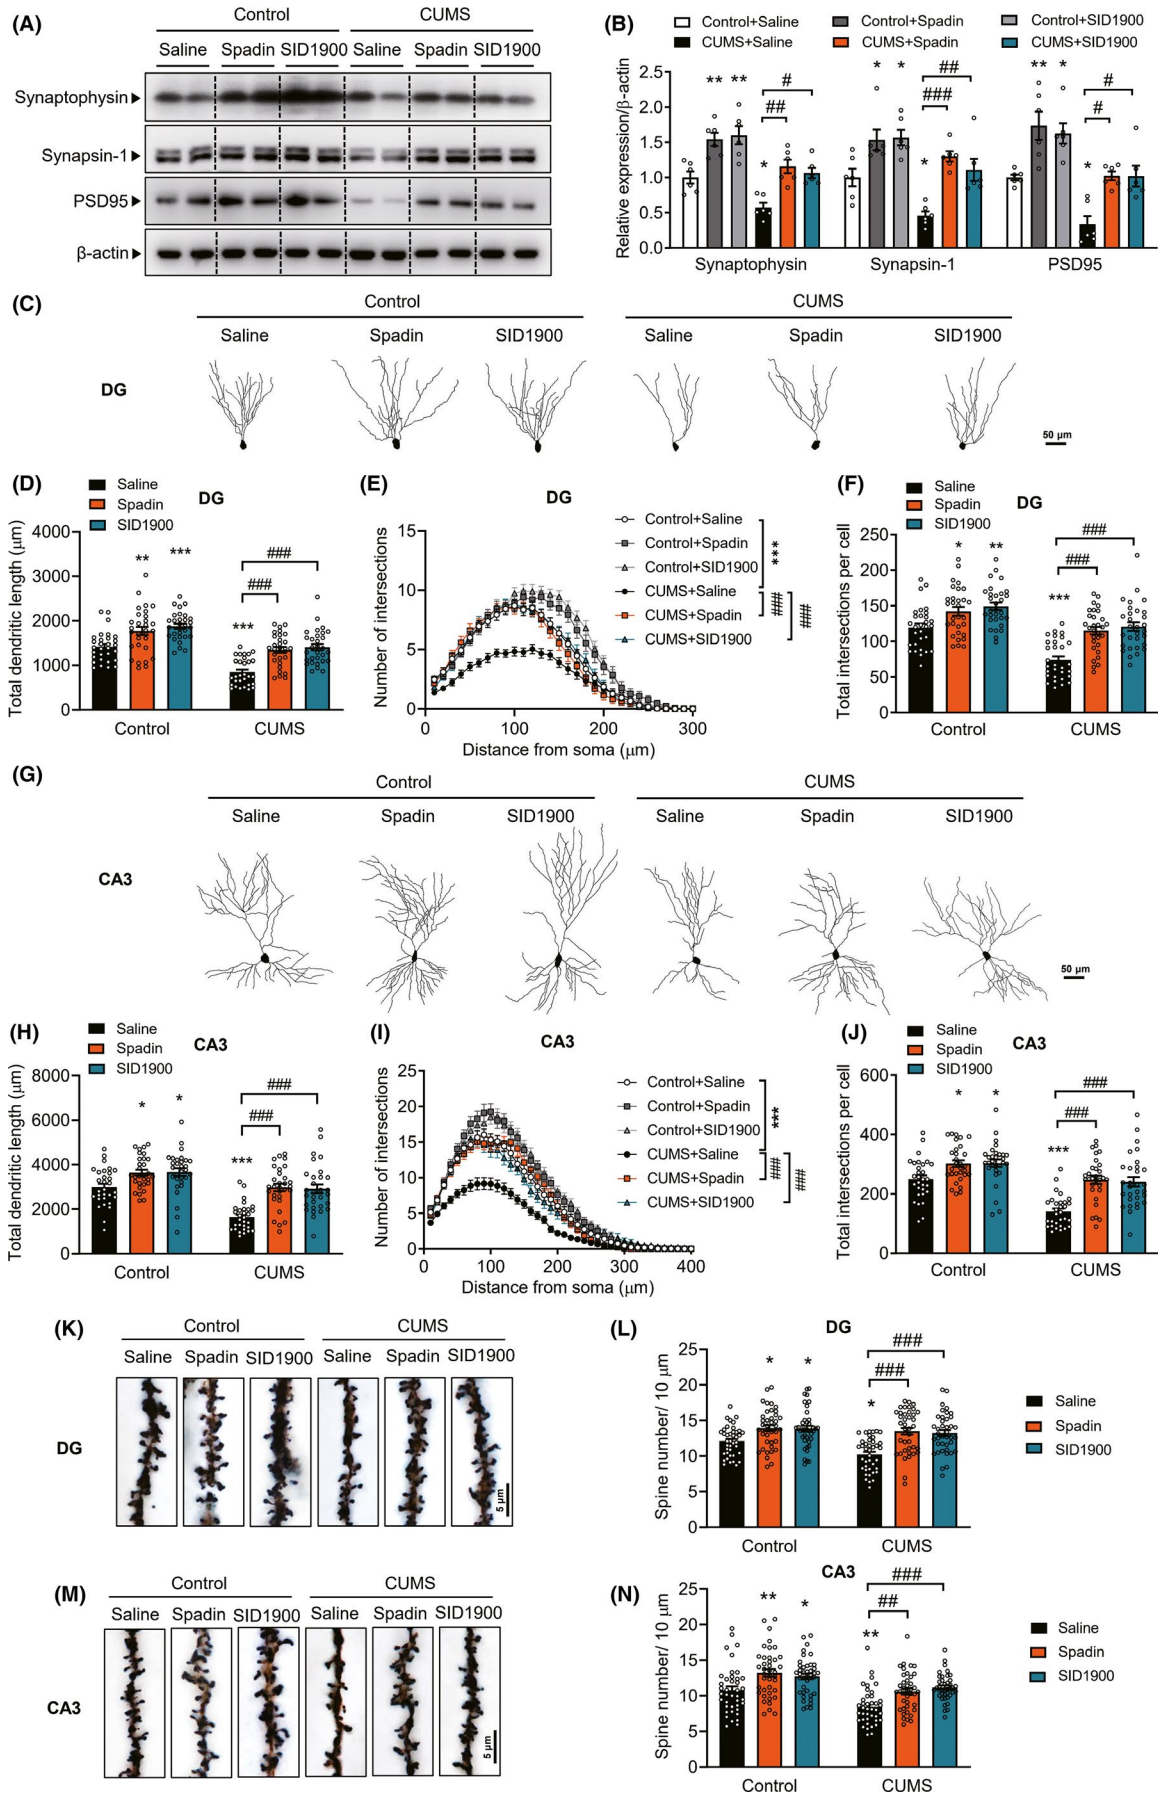 (A)
Control CUMS
Saline Spadin SID1900 Saline Spadin SID1900
Synaptophysin
Synapsin-1
PSD95
β-actin
(B)
Control+Saline Control+Spadin Control+SID1900
CUMS+Saline CUMS+Spadin CUMS+SID1900
Relative expression/β-actin
2.5
2.0
1.5
1.0
0.5
0.0
** ** * ## #
* * * ### ##
** * * # #
Synaptophysin Synapsin-1 PSD95
(C)
Control CUMS
Saline Spadin SID1900 Saline Spadin SID1900
DG
50 μm
(D)
Saline
Spadin
SID1900
DG
Total dendritic length (μm)
4000
3000
2000
1000
0
** *** *** ### ###
Control CUMS
(E)
DG
Number of intersections
15
10
5
0
0 100 200 300
Distance from soma (μm)
Control+Saline
Control+Spadin
Control+SID1900
CUMS+Saline
CUMS+Spadin
CUMS+SID1900
*** ### ###
(F)
Saline
Spadin
SID1900
DG
Total intersections per cell
250
200
150
100
50
0
* ** *** ### ###
Control CUMS
(G)
Control CUMS
Saline Spadin SID1900 Saline Spadin SID1900
CA3
50 μm
(H)
Saline
Spadin
SID1900
CA3
Total dendritic length (μm)
8000
6000
4000
2000
0
* * *** ### ###
Control CUMS
(I)
CA3
Number of intersections
25
20
15
10
5
0
0 100 200 300 400
Distance from soma (μm)
Control+Saline
Control+Spadin
Control+SID1900
CUMS+Saline
CUMS+Spadin
CUMS+SID1900
*** ### ###
(J)
Saline
Spadin
SID1900
CA3
Total intersections per cell
600
400
200
0
* * *** ### ###
Control CUMS
(K)
Control CUMS
Saline Spadin SID1900 Saline Spadin SID1900
DG
5 μm
(L)
DG
Spine number/ 10 μm
25
20
15
10
5
0
* * * ### ###
Control CUMS
Saline
Spadin
SID1900
(M)
Control CUMS
Saline Spadin SID1900 Saline Spadin SID1900
CA3
5 μm
(N)
CA3
Spine number/ 10 μm
25
20
15
10
5
0
** * ** ## ###
Control CUMS
Saline
Spadin
SID1900